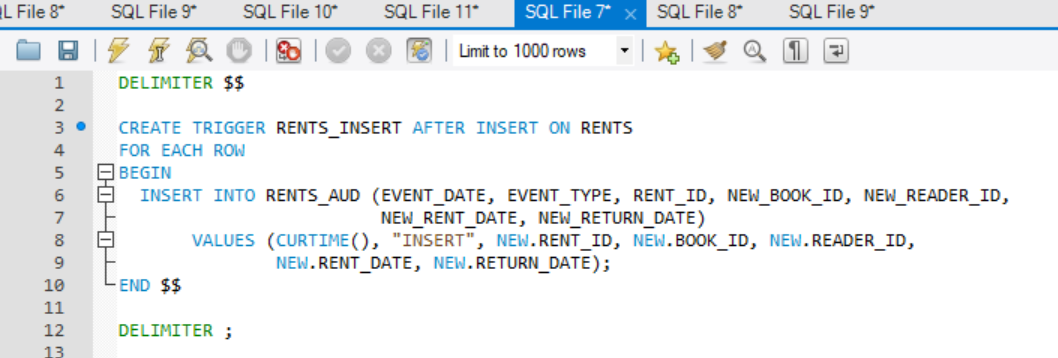 L File 8*    SQL File 9*    SQL File 10*    SQL File 11*    SQL File 7*    SQL File 8*    SQL File 9*
Limit to 1000 rows
1 DELIMITER $$
2
3 CREATE TRIGGER RENTS_INSERT AFTER INSERT ON RENTS
4 FOR EACH ROW
5 BEGIN
6 INSERT INTO RENTS_AUD (EVENT_DATE, EVENT_TYPE, RENT_ID, NEW_BOOK_ID, NEW_READER_ID,
7 NEW_RENT_DATE, NEW_RETURN_DATE)
8 VALUES (CURTIME(), "INSERT", NEW.RENT_ID, NEW.BOOK_ID, NEW.READER_ID,
9 NEW.RENT_DATE, NEW.RETURN_DATE);
10 END $$
11
12 DELIMITER ;
13